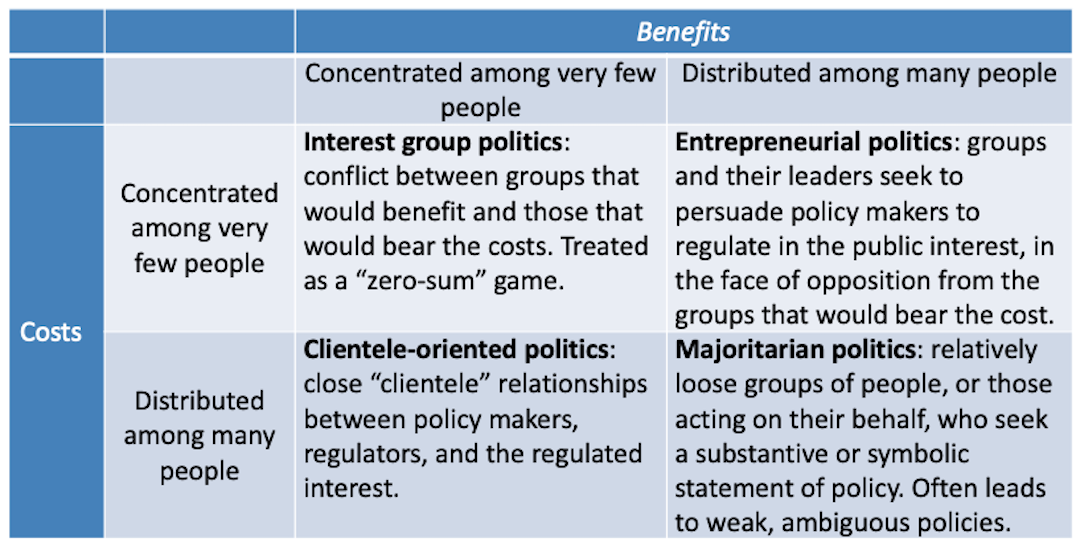 Benefits
Concentrated among very few
people
Distributed among many people
Costs
Concentrated
among very
few people
Interest group politics:
conflict between groups that
would benefit and those that
would bear the costs. Treated
as a “zero-sum” game.
Entrepreneurial politics: groups
and their leaders seek to
persuade policy makers to
regulate in the public interest, in
the face of opposition from the
groups that would bear the cost.
Distributed
among many
people
Clientele-oriented politics:
close “clientele” relationships
between policy makers,
regulators, and the regulated
interest.
Majoritarian politics: relatively
loose groups of people, or those
acting on their behalf, who seek
a substantive or symbolic
statement of policy. Often leads
to weak, ambiguous policies.